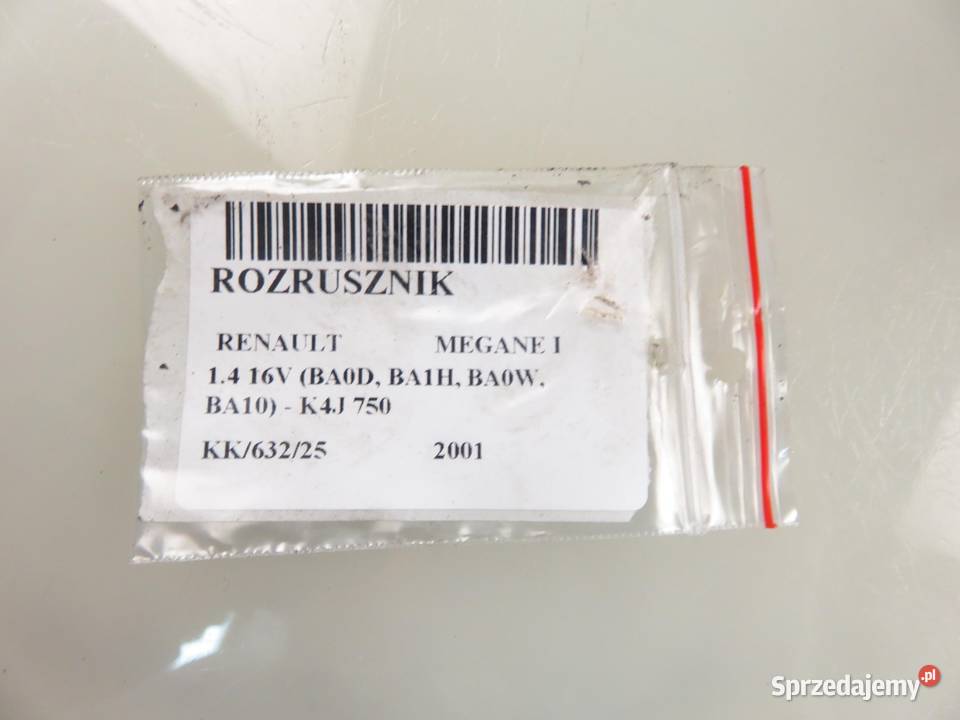 ROZRUSZNIK
RENAULT MEGANE I
1.4 16V (BA0D, BA1H, BA0W,
BA10) - K4J 750
KK/632/25 2001
Sprzedajemy.pl